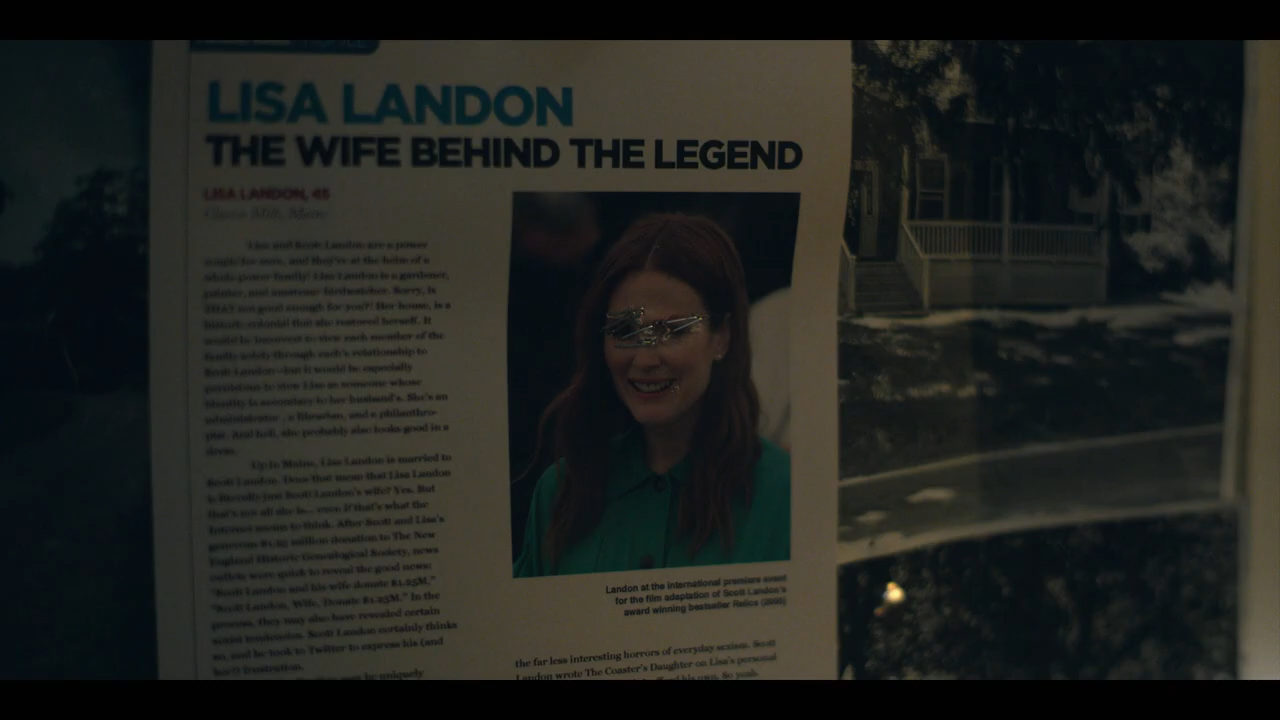 LISA LANDON
THE WIFE BEHIND THE LEGEND
LISA LANDON, 45
Lisa and Scott Landon are a power
couple for sure, and they're at the helm of a
whole power family! Lisa Landon is a gardener,
painter, and amateur birdwatcher. Sorry, is
THAT not good enough for you?! Her house, is a
historic colonial that she restored herself. It
would be incorrect to view each member of the
family solely through each's relationship to
Scott Landon—but it would be especially
pernicious to view Lisa as someone whose
identity is secondary to her husband's. She's an
administrator, a librarian, and a philanthro-
pist. And hell, she probably also looks good in a
dress.
Up in Maine, Lisa Landon is married to
Scott Landon. Does that mean that Lisa Landon
is literally just Scott Landon's wife? Yes. But
that's not all she is... even if that's what the
Internet seems to think. After Scott and Lisa's
generous $1.25 million donation to The New
England Historic Genealogical Society, news
outlets were quick to reveal the good news:
"Scott Landon and his wife donate $1.25M,"
"Scott Landon, Wife, Donate $1.25M." In the
process, they may also have revealed certain
sexist tendencies. Scott Landon certainly thinks
so, and he took to Twitter to express his (and
her!) frustration.
may be uniquely
Landon at the international premiere event
for the film adaptation of Scott Landon's
award winning bestseller Relics
the far less interesting horrors of everyday sexism. Scott
Landon wrote The Coaster's Daughter on Lisa's personal
his own. So yeah,